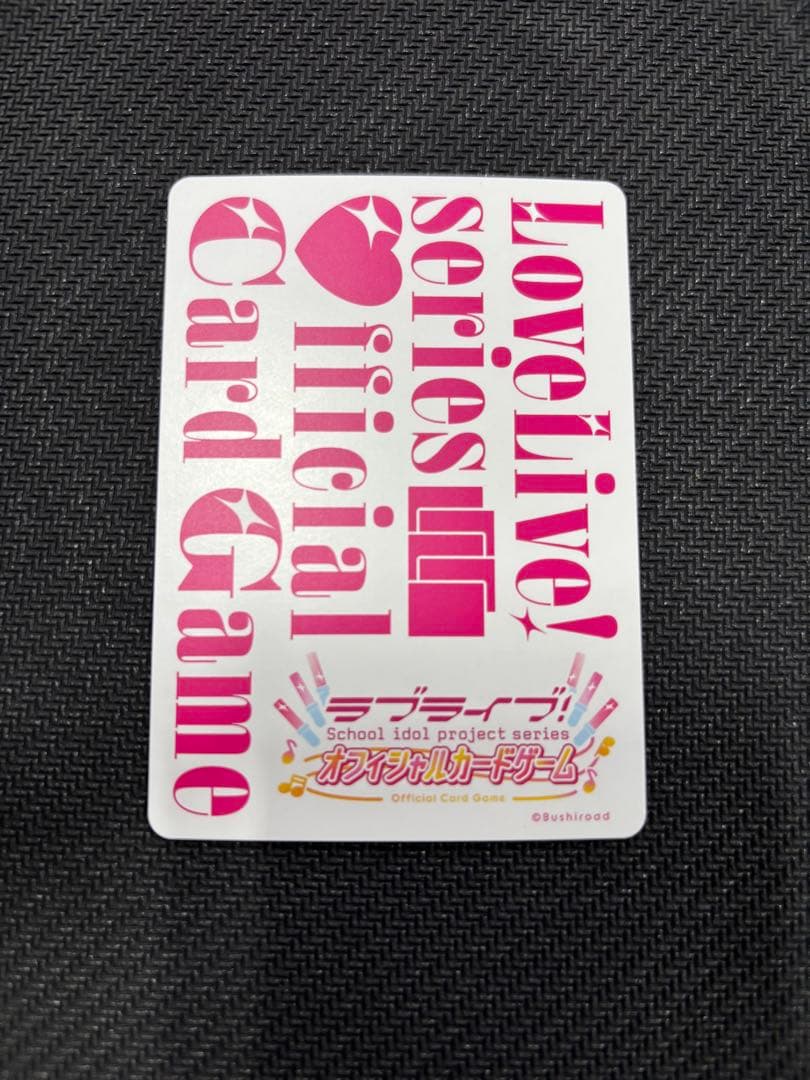 LoveLive!
series
fficial
Card Game
ラブライブ!
School idol project series
オフィシャルカードゲーム
Official Card Game
©Bushiroad